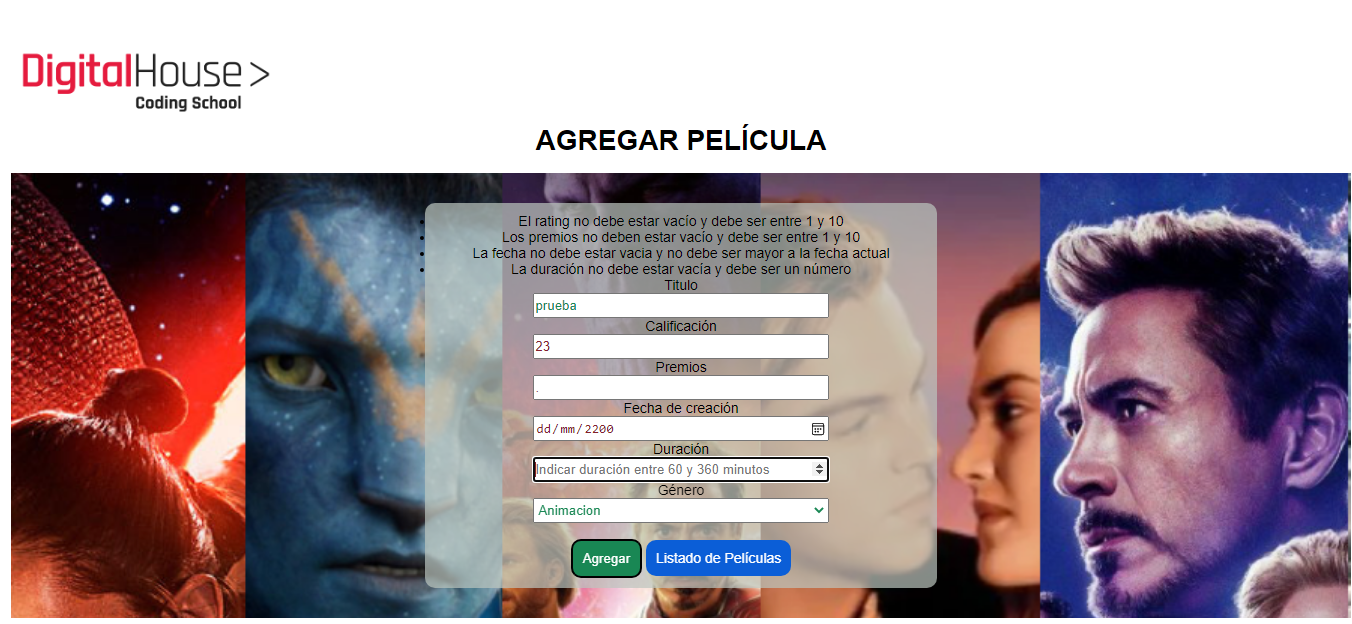 DigitalHouse>
Coding School
AGREGAR PELÍCULA
El rating no debe estar vacío y debe ser entre 1 y 10
Los premios no deben estar vacío y debe ser entre 1 y 10
La fecha no debe estar vacia y no debe ser mayor a la fecha actual
La duración no debe estar vacía y debe ser un número
Titulo
prueba
Calificación
23
Premios
.
Fecha de creación
dd/mm/2200
Duración
Indicar duración entre 60 y 360 minutos
Género
Animacion
Agregar Listado de Películas